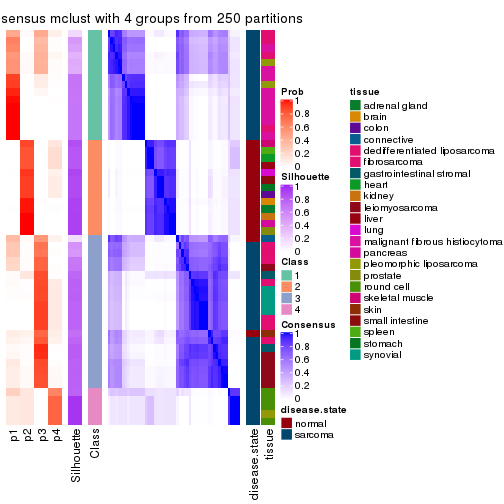 sensus mclust with 4 groups from 250 partitions
p1
p2
p3
p4
Silhouette
Class
disease.state
tissue
Prob
1
0.8
0.6
0.4
0.2
0
Silhouette
1
0.8
0.6
0.4
0.2
0
Class
1
2
3
4
Consensus
1
0.8
0.6
0.4
0.2
0
disease.state
normal
sarcoma
tissue
adrenal gland
brain
colon
connective
dedifferentiated liposarcoma
fibrosarcoma
gastrointestinal stromal
heart
kidney
leiomyosarcoma
liver
lung
malignant fibrous histiocytoma
pancreas
pleomorphic liposarcoma
prostate
round cell
skeletal muscle
skin
small intestine
spleen
stomach
synovial